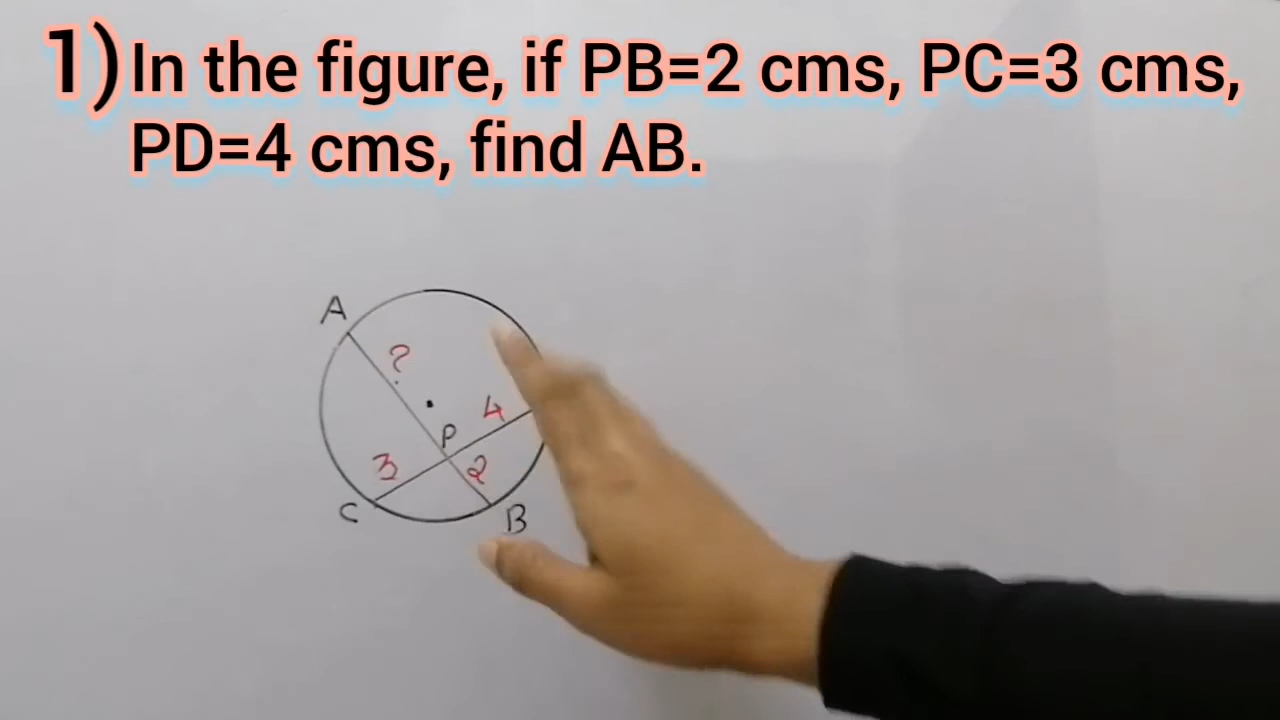 1) In the figure, if PB=2 cms, PC=3 cms,
PD=4 cms, find AB.
A
?
4
P
3
2
C
B